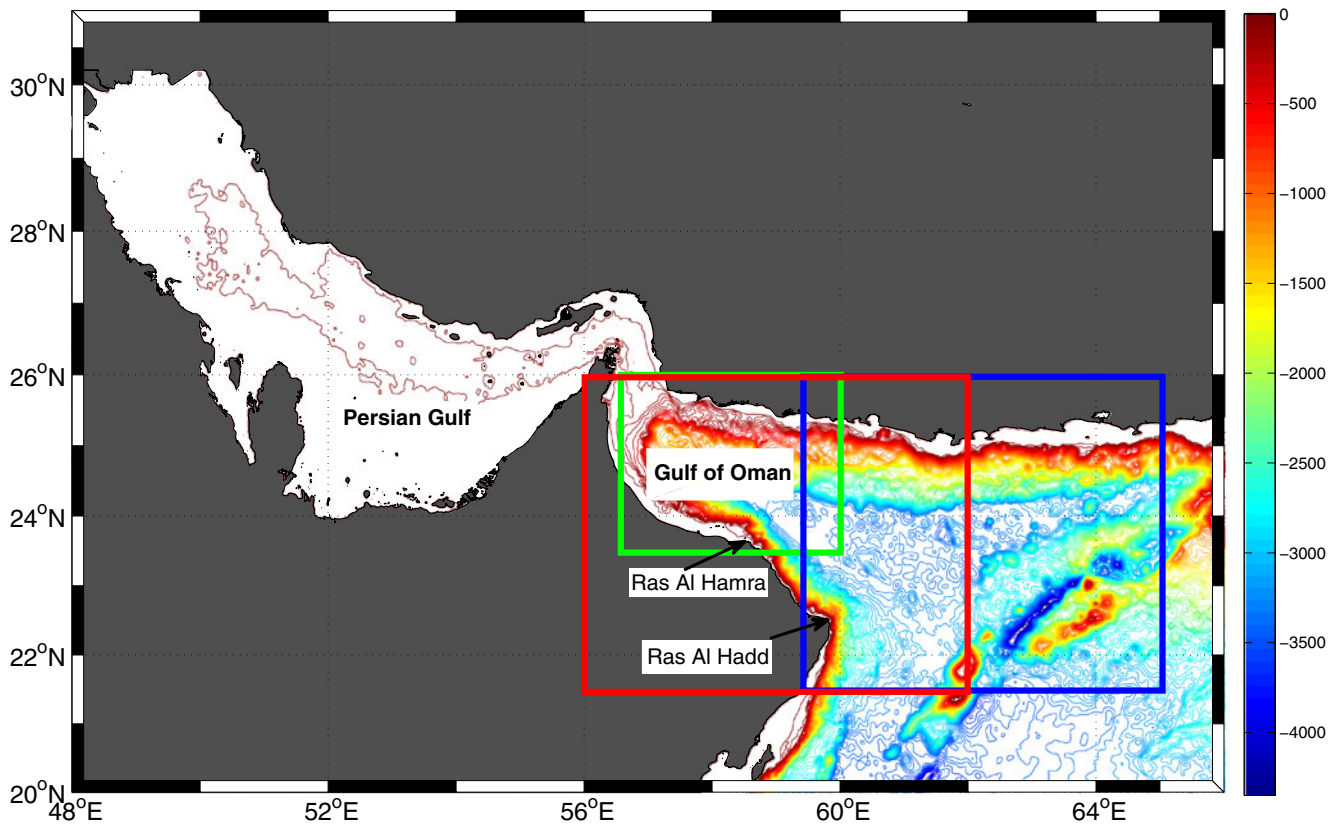 30°N
28°N
26°N
24°N
22°N
20°N
48°E
52°E
56°E
60°E
64°E
Persian Gulf
Gulf of Oman
Ras Al Hamra
Ras Al Hadd
0
−500
−1000
−1500
−2000
−2500
−3000
−3500
−4000